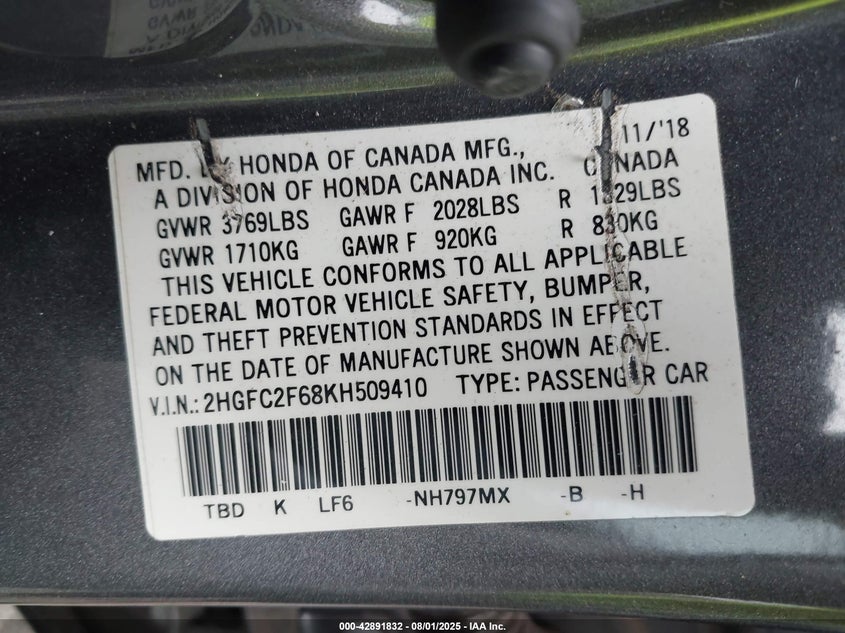 11/'18
MFD. BY HONDA OF CANADA MFG.,
A DIVISION OF HONDA CANADA INC. CANADA
GVWR 3769LBS GAWR F 2028LBS R LBS
GVWR 1710KG GAWR F 920KG R 830KG
THIS VEHICLE CONFORMS TO ALL APPLICABLE
FEDERAL MOTOR VEHICLE SAFETY, BUMPER,
AND THEFT PREVENTION STANDARDS IN EFFECT
ON THE DATE OF MANUFACTURE SHOWN ABOVE.
V.I.N.: 2HGFC2F68KH509410 TYPE: PASSENGER CAR
TBD K LF6 -NH797MX -B -H
000-42891832 / 08/01/2025 - IAA Inc.